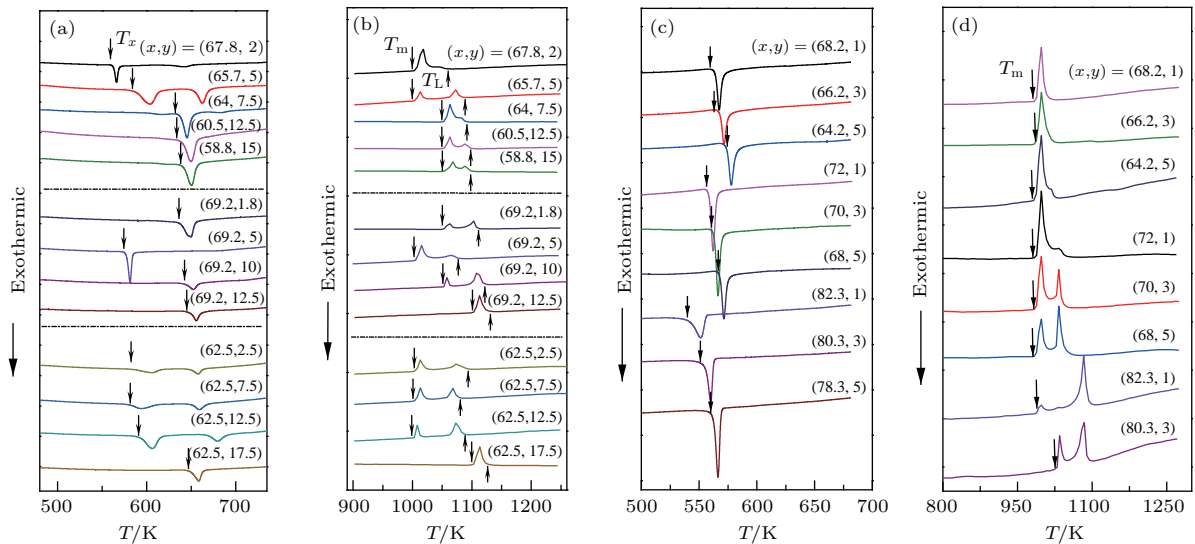 (a)
T_x
(x,y) = (67.8, 2)
(65.7, 5)
(64, 7.5)
(60.5,12.5)
(58.8, 15)
(69.2,1.8)
(69.2, 5)
(69.2, 10)
(69.2, 12.5)
(62.5,2.5)
(62.5,7.5)
(62.5,12.5)
(62.5, 17.5)
Exothermic
500 600 700
T/K
(b)
T_m
(x,y) = (67.8, 2)
T_L
(65.7, 5)
(64, 7.5)
(60.5,12.5)
(58.8, 15)
(69.2,1.8)
(69.2, 5)
(69.2, 10)
(69.2, 12.5)
(62.5,2.5)
(62.5,7.5)
(62.5,12.5)
(62.5, 17.5)
Exothermic
900 1000 1100 1200
T/K
(c)
(x,y) = (68.2, 1)
(66.2, 3)
(64.2, 5)
(72, 1)
(70, 3)
(68, 5)
(82.3, 1)
(80.3, 3)
(78.3, 5)
Exothermic
500 550 600 650 700
T/K
(d)
T_m
(x,y) = (68.2, 1)
(66.2, 3)
(64.2, 5)
(72, 1)
(70, 3)
(68, 5)
(82.3, 1)
(80.3, 3)
Exothermic
800 950 1100 1250
T/K